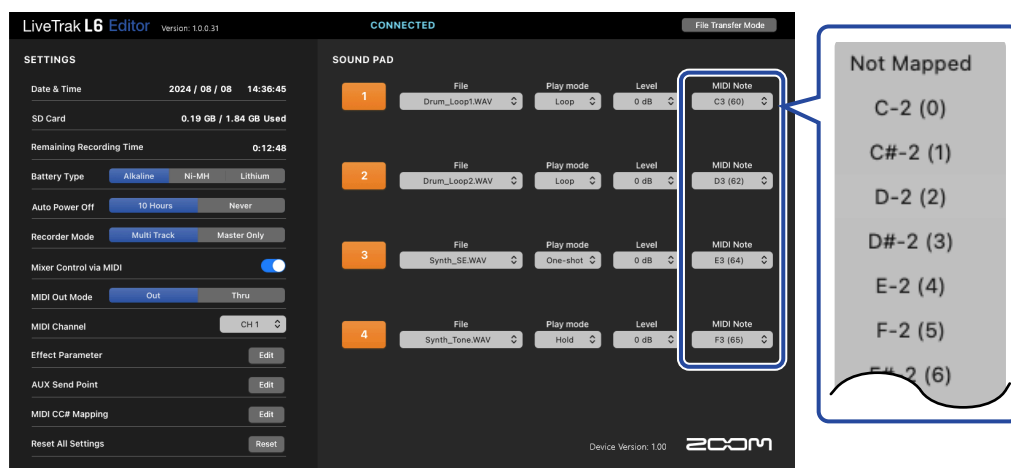 LiveTrak L6 Editor Version: 1.0.0.31
CONNECTED
File Transfer Mode
SETTINGS
Date & Time 2024 / 08 / 08 14:36:45
SD Card 0.19 GB / 1.84 GB Used
Remaining Recording Time 0:12:48
Battery Type Alkaline Ni-MH Lithium
Auto Power Off 10 Hours Never
Recorder Mode Multi Track Master Only
Mixer Control via MIDI
MIDI Out Mode Out Thru
MIDI Channel CH 1
Effect Parameter Edit
AUX Send Point Edit
MIDI CC# Mapping Edit
Reset All Settings Reset
SOUND PAD
File Play mode Level MIDI Note
1 Drum_Loop1.WAV Loop 0 dB C3 (60)
File Play mode Level MIDI Note
2 Drum_Loop2.WAV Loop 0 dB D3 (62)
File Play mode Level MIDI Note
3 Synth_SE.WAV One-shot 0 dB E3 (64)
File Play mode Level MIDI Note
4 Synth_Tone.WAV Hold 0 dB F3 (65)
Device Version: 1.00 ZOOM
Not Mapped
C-2 (0)
C#-2 (1)
D-2 (2)
D#-2 (3)
E-2 (4)
F-2 (5)
F#-2 (6)